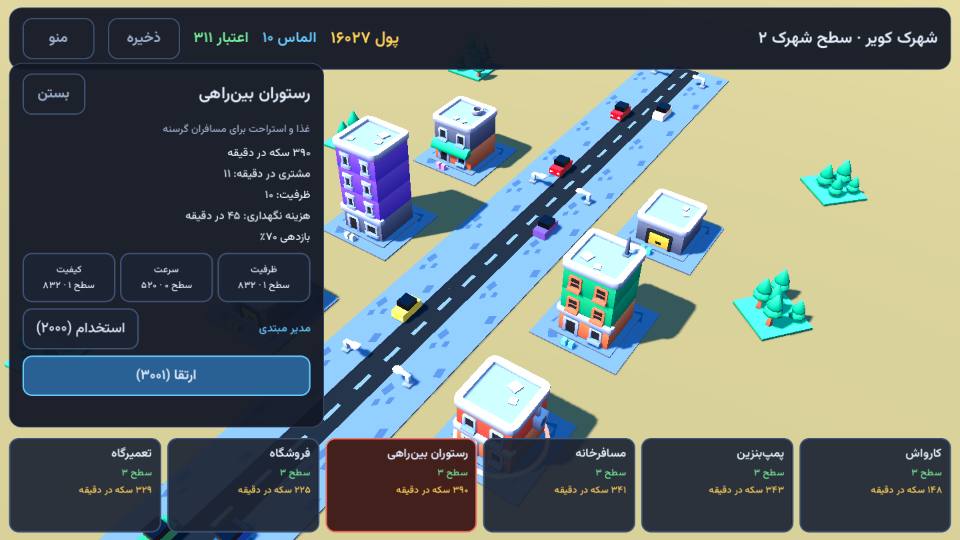 شهرک کویر · سطح شهرک ۲
پول ۱۶۰۲۷
الماس ۱۰
اعتبار ۳۱۱
ذخیره
منو
رستوران بین‌راهی
بستن
غذا و استراحت برای مسافران گرسنه
۳۹۰ سکه در دقیقه
مشتری در دقیقه: ۱۱
ظرفیت: ۱۰
هزینه نگهداری: ۴۵ در دقیقه
بازدهی ۷۰٪
ظرفیت
سطح ۱ · ۸۳۲
سرعت
سطح ۰ · ۵۲۰
کیفیت
سطح ۱ · ۸۳۲
مدیر مبتدی
استخدام (۲۰۰۰)
ارتقا (۳۰۰۱)
کارواش
سطح ۳
۱۴۸ سکه در دقیقه
پمپ‌بنزین
سطح ۳
۳۴۳ سکه در دقیقه
مسافرخانه
سطح ۳
۳۴۱ سکه در دقیقه
رستوران بین‌راهی
سطح ۳
۳۹۰ سکه در دقیقه
فروشگاه
سطح ۳
۲۲۵ سکه در دقیقه
تعمیرگاه
سطح ۳
۳۲۹ سکه در دقیقه